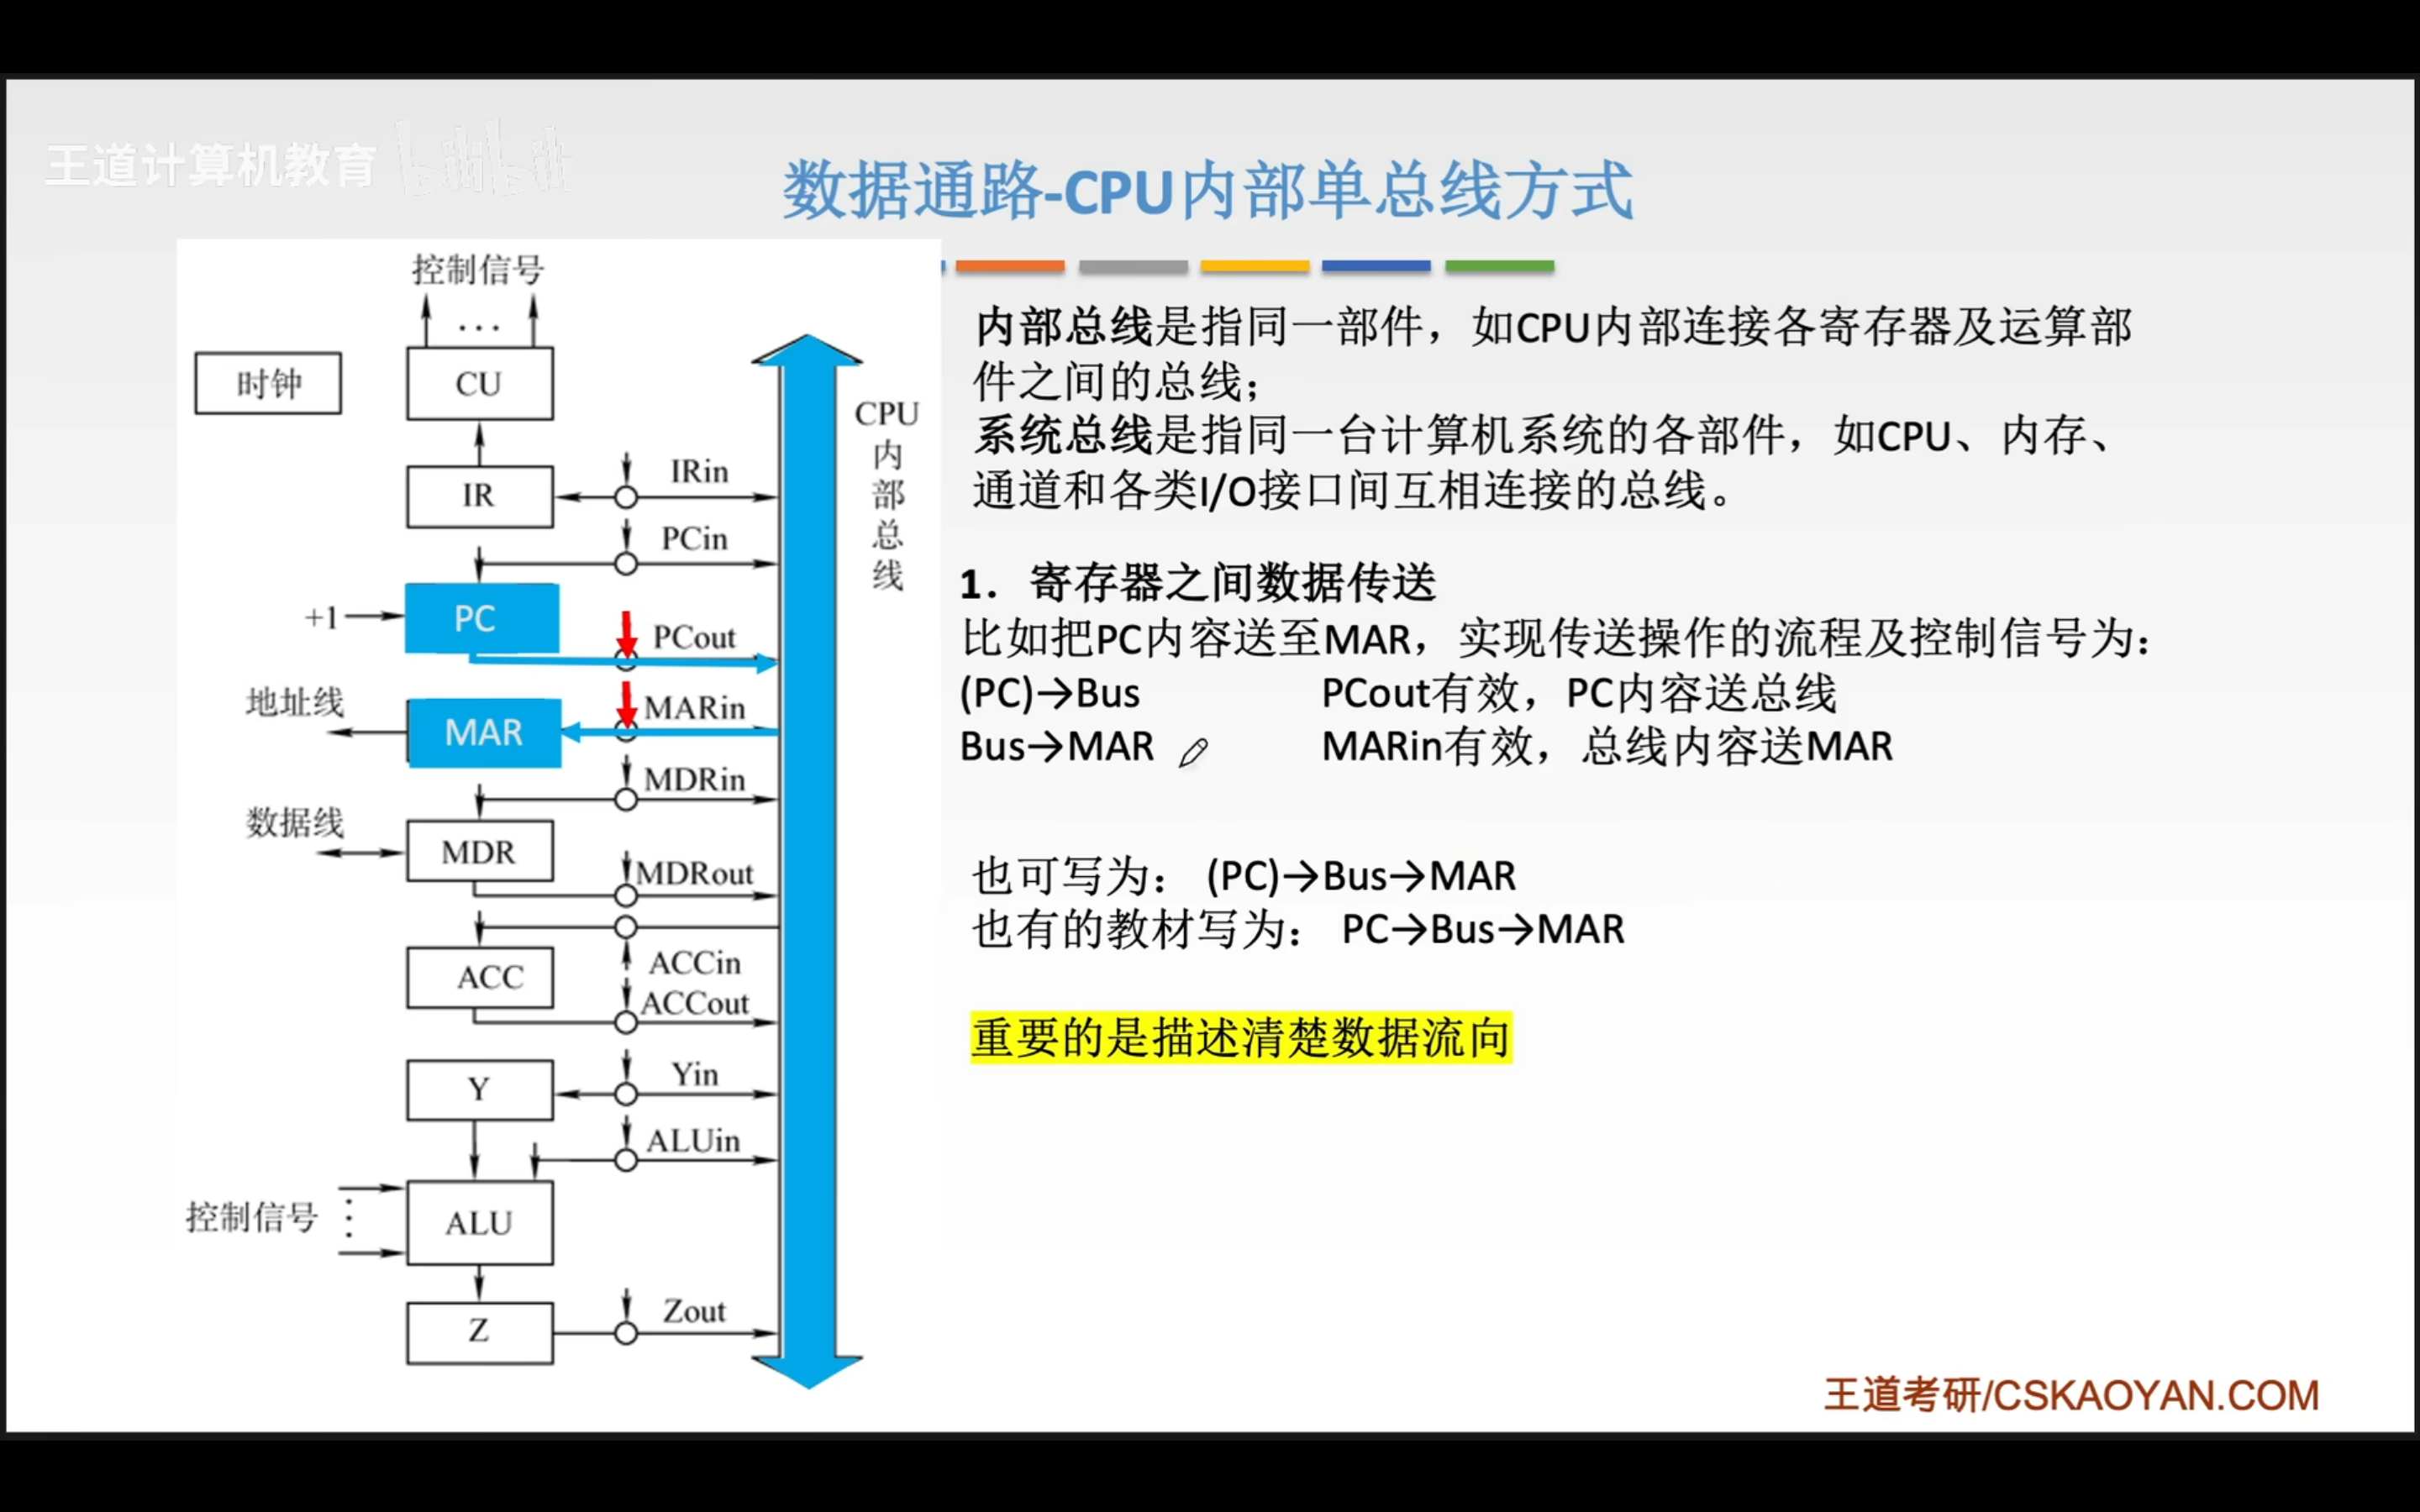 王道计算机教育 bilibili
数据通路-CPU内部单总线方式
控制信号
...
时钟
CU
CPU内部总线
IR
IRin
PCin
+1
PC
PCout
地址线
MAR
MARin
MDRin
数据线
MDR
MDRout
ACC
ACCin
ACCout
Y
Yin
ALUin
控制信号
ALU
Z
Zout
内部总线是指同一部件，如CPU内部连接各寄存器及运算部
件之间的总线；
系统总线是指同一台计算机系统的各部件，如CPU、内存、
通道和各类I/O接口间互相连接的总线。
1. 寄存器之间数据传送
比如把PC内容送至MAR，实现传送操作的流程及控制信号为：
(PC)→Bus PCout有效，PC内容送总线
Bus→MAR MARin有效，总线内容送MAR
也可写为： (PC)→Bus→MAR
也有的教材写为： PC→Bus→MAR
重要的是描述清楚数据流向
王道考研/CSKAOYAN.COM